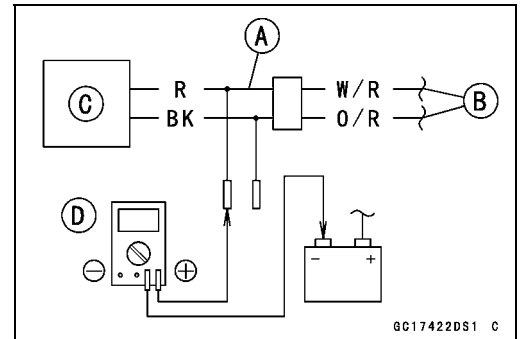 A
R W/R
C B
BK O/R
D
− +
− +
GC17422DS1 C